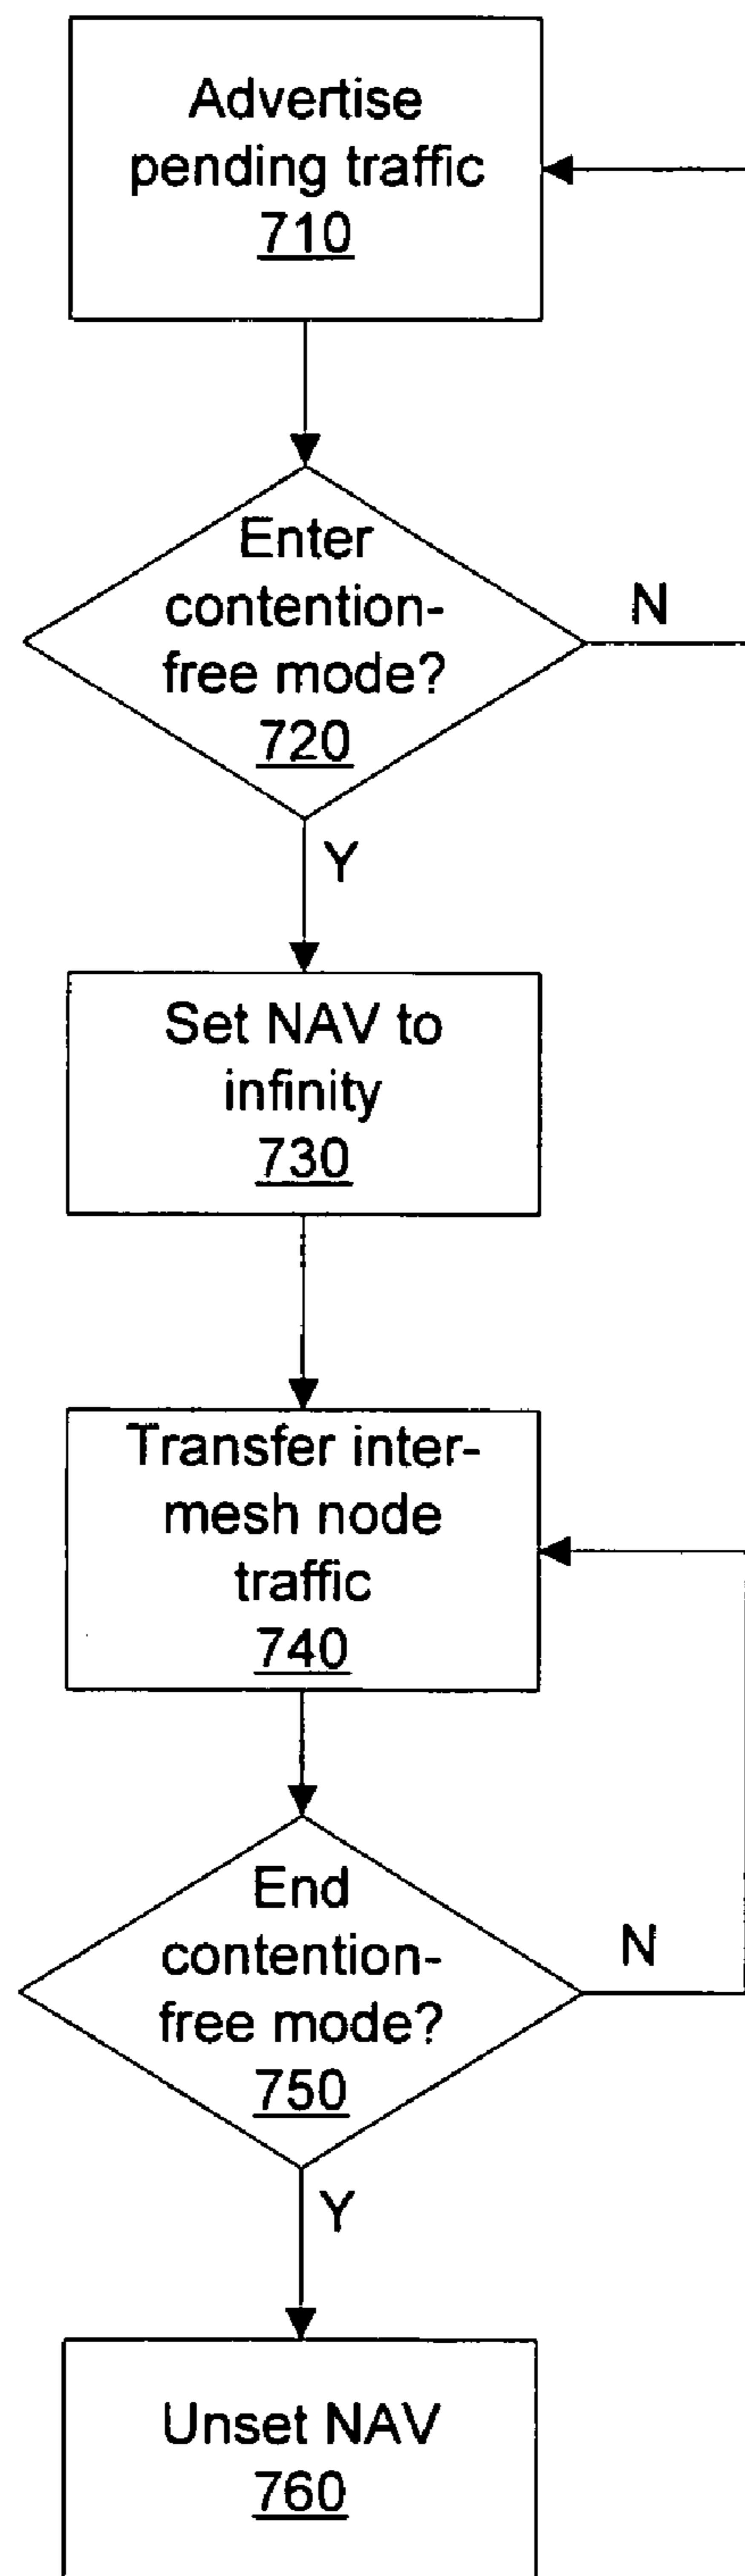 Advertise
pending traffic
710
Enter
contention-
free mode?
720
N
Y
Set NAV to
infinity
730
Transfer inter-
mesh node
traffic
740
End
contention-
free mode?
750
N
Y
Unset NAV
760